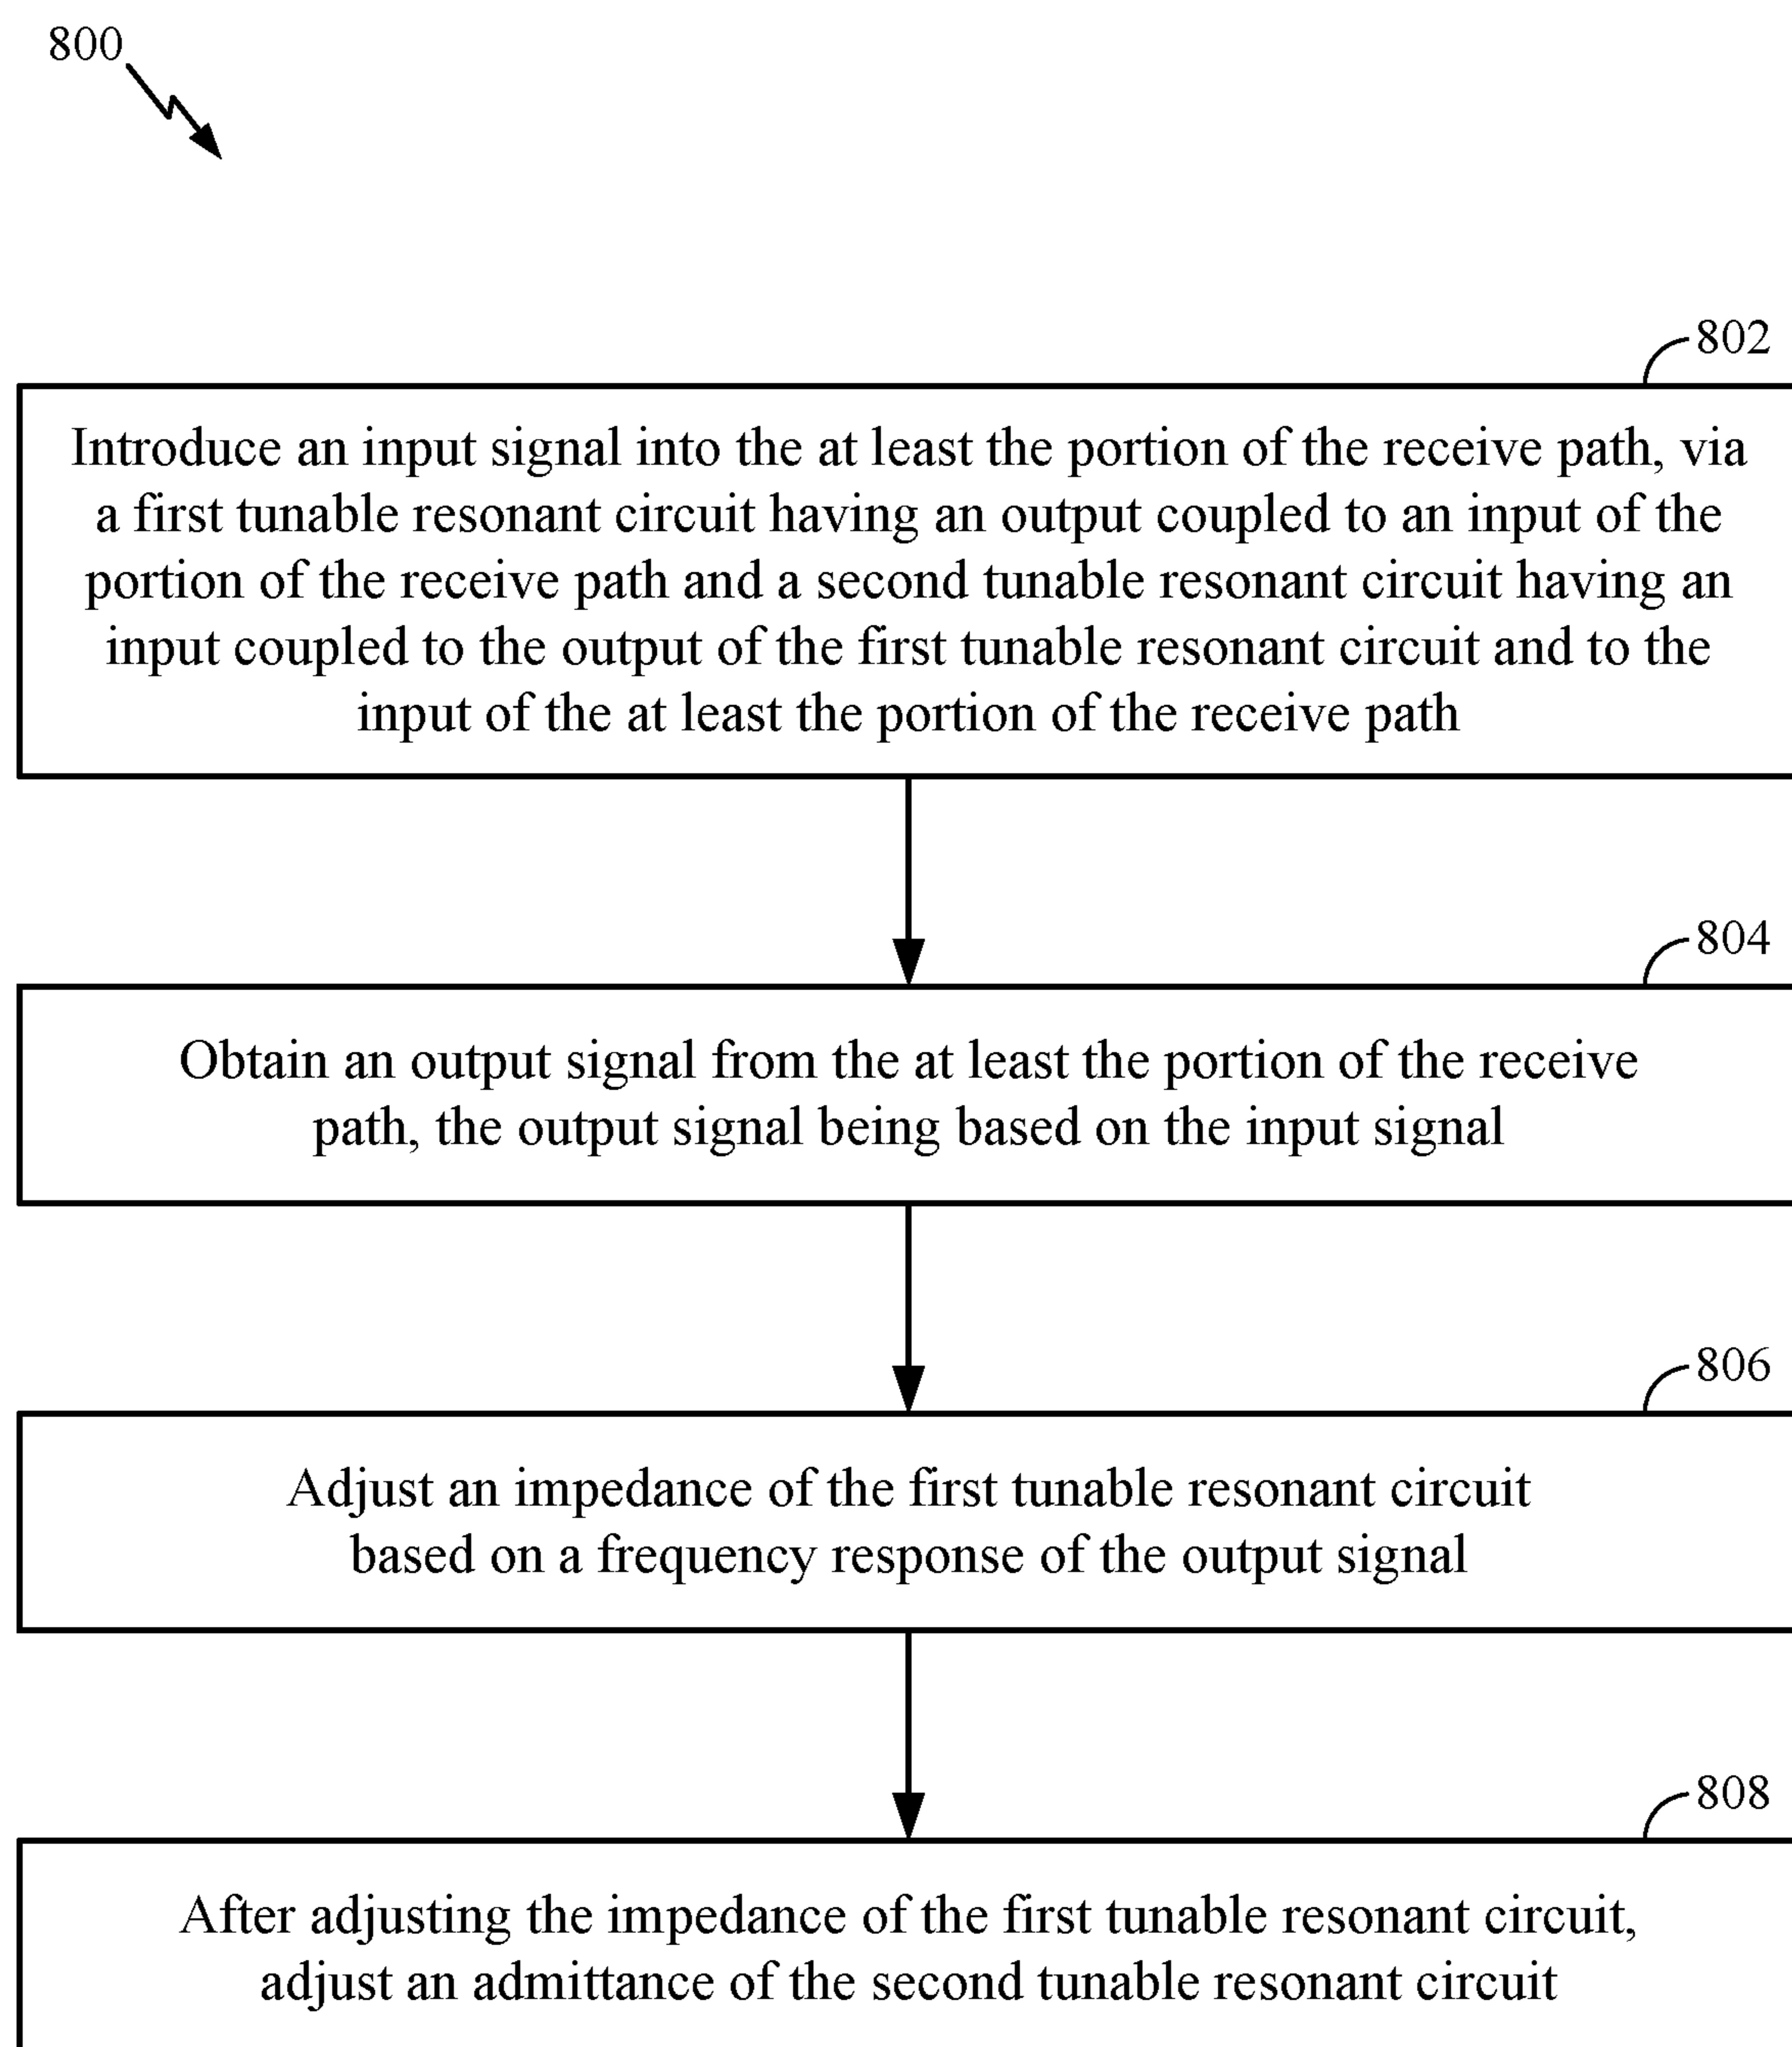 800
802
Introduce an input signal into the at least the portion of the receive path, via
a first tunable resonant circuit having an output coupled to an input of the
portion of the receive path and a second tunable resonant circuit having an
input coupled to the output of the first tunable resonant circuit and to the
input of the at least the portion of the receive path
804
Obtain an output signal from the at least the portion of the receive
path, the output signal being based on the input signal
806
Adjust an impedance of the first tunable resonant circuit
based on a frequency response of the output signal
808
After adjusting the impedance of the first tunable resonant circuit,
adjust an admittance of the second tunable resonant circuit